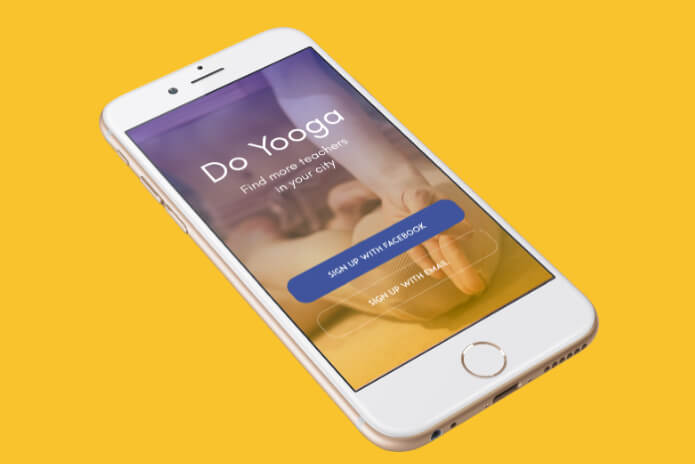 Do Yooga
Find more teachers
in your city
SIGN UP WITH FACEBOOK
SIGN UP WITH EMAIL